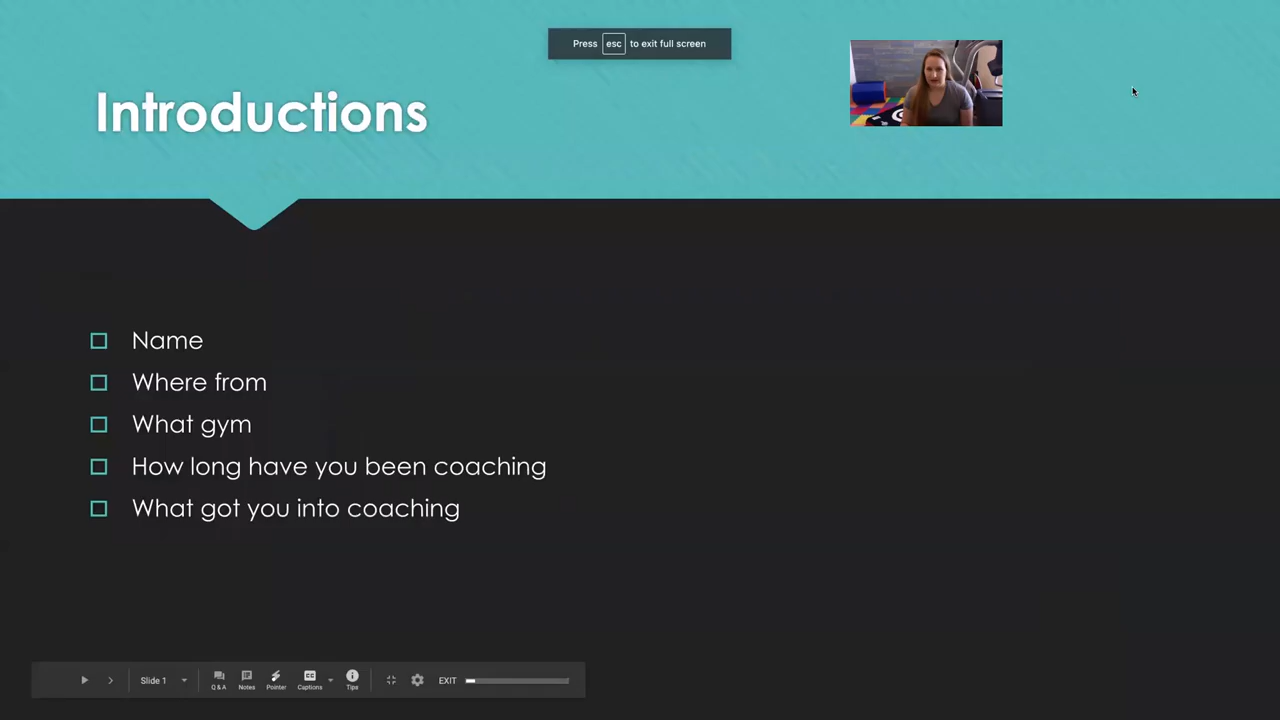 Press esc to exit full screen
Introductions
Name
Where from
What gym
How long have you been coaching
What got you into coaching
Slide 1
Q & A
Notes
Pointer
CC
Captions
Tips
EXIT